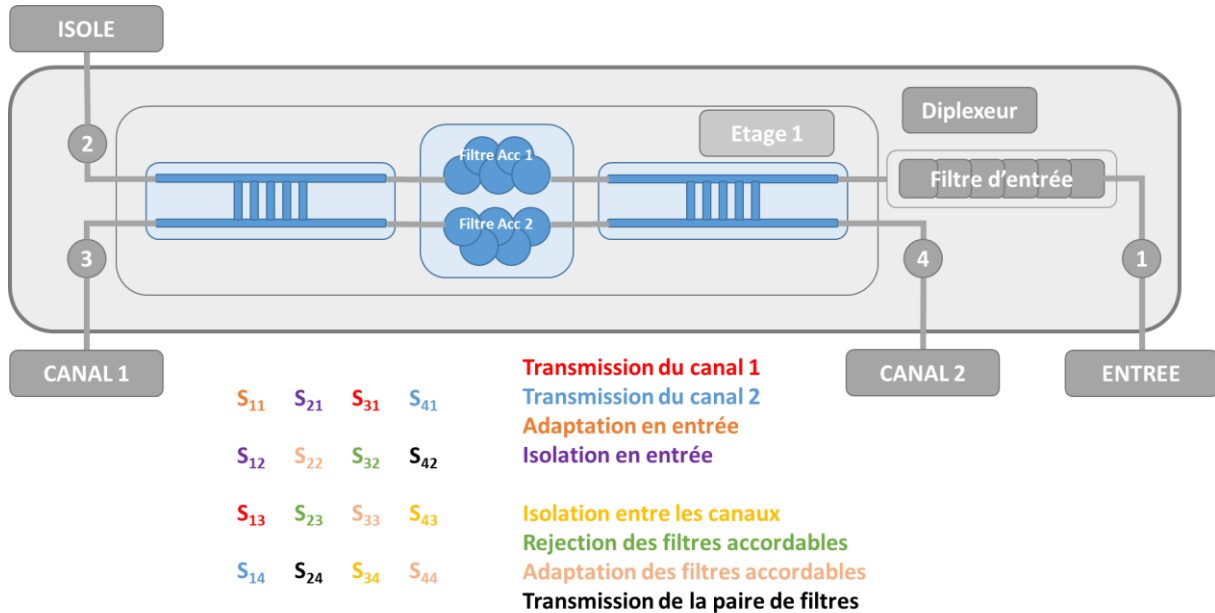 ISOLE
Diplexeur
Etage 1
2
Filtre Acc 1
Filtre d'entrée
Filtre Acc 2
3
4
1
CANAL 1
CANAL 2
ENTREE
S11 S21 S31 S41
S12 S22 S32 S42
S13 S23 S33 S43
S14 S24 S34 S44
Transmission du canal 1
Transmission du canal 2
Adaptation en entrée
Isolation en entrée
Isolation entre les canaux
Rejection des filtres accordables
Adaptation des filtres accordables
Transmission de la paire de filtres